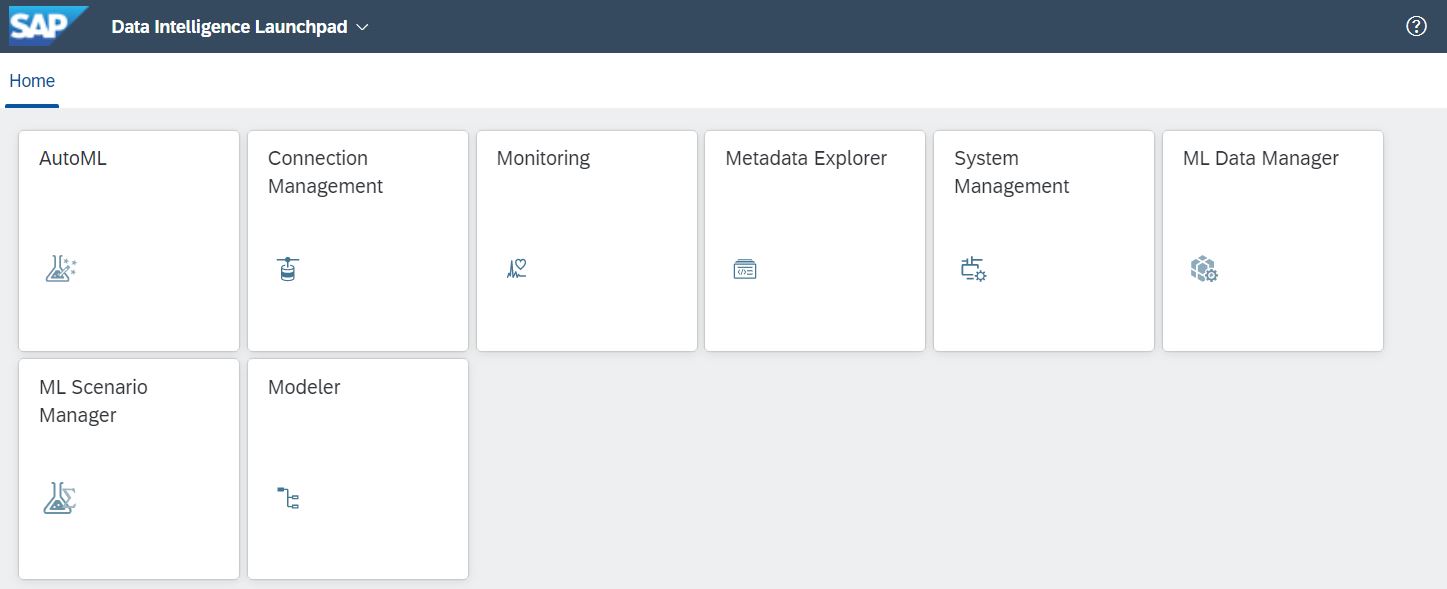 SAP Data Intelligence Launchpad
Home
AutoML
Connection
Management
Monitoring
Metadata Explorer
System
Management
ML Data Manager
ML Scenario
Manager
Modeler